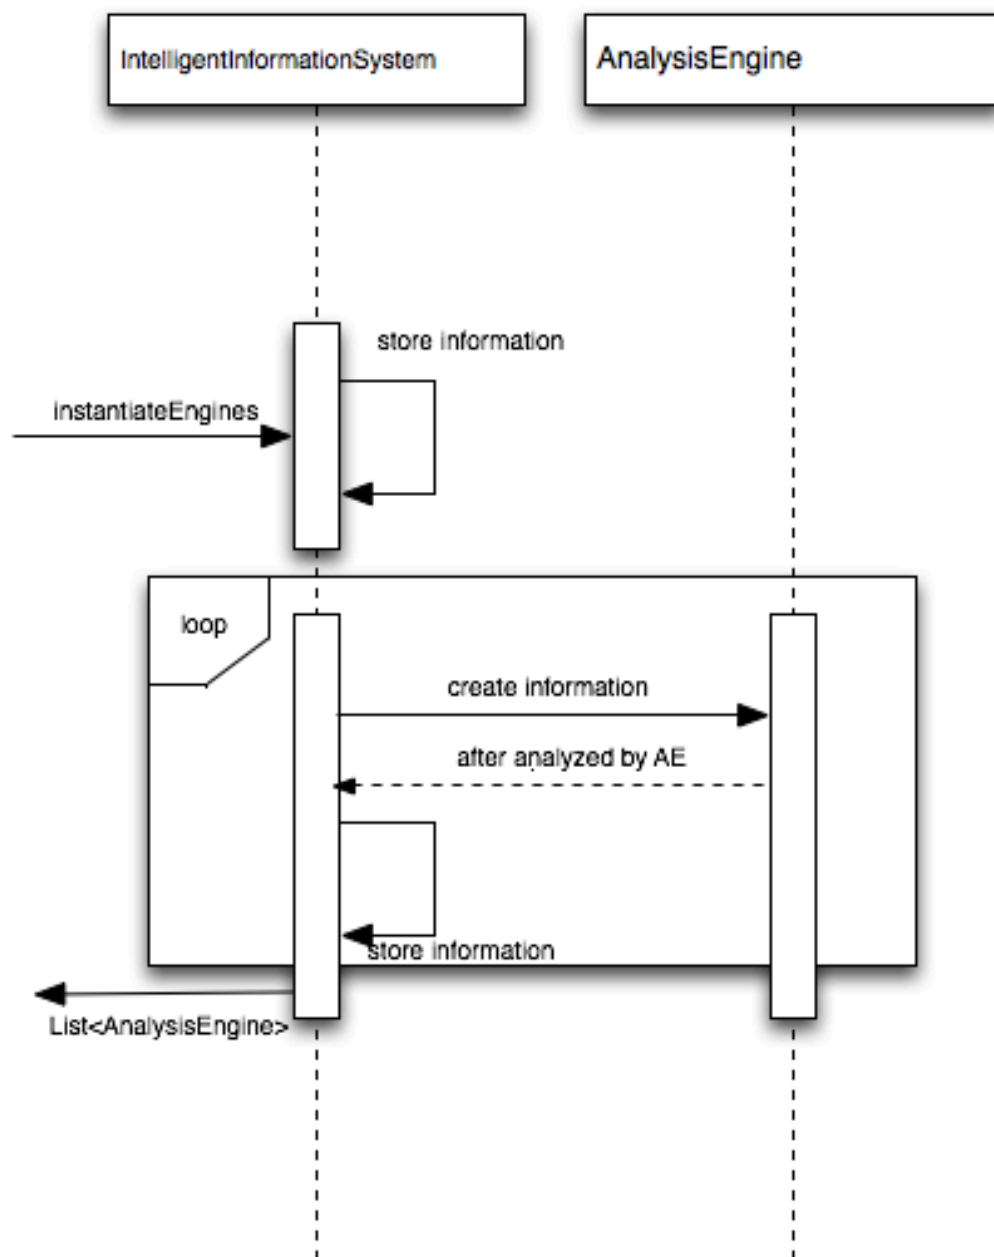 IntelligentInformationSystem
AnalysisEngine
store information
instantiateEngines
loop
create information
after analyzed by AE
store information
List<AnalysisEngine>